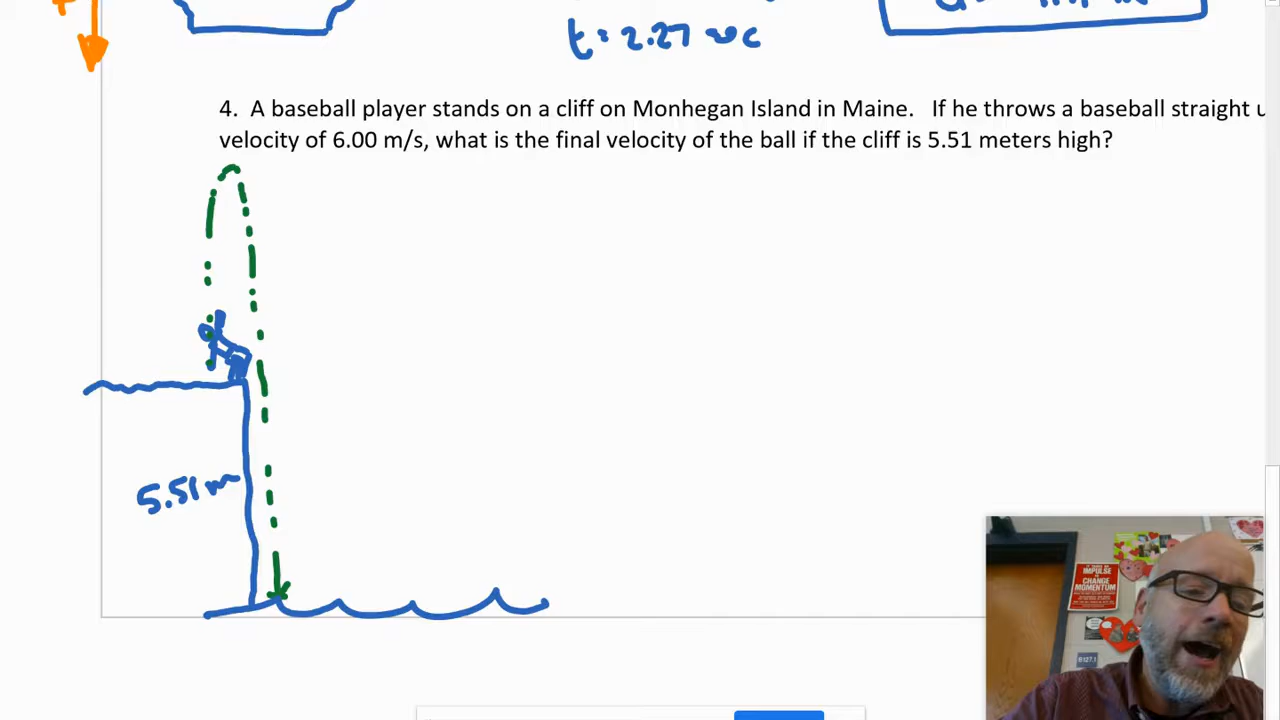 t = 2.27 sec
4. A baseball player stands on a cliff on Monhegan Island in Maine. If he throws a baseball straight u
velocity of 6.00 m/s, what is the final velocity of the ball if the cliff is 5.51 meters high?
5.51 m
IMPULSE
CHANGE
MOMENTUM
B127.1